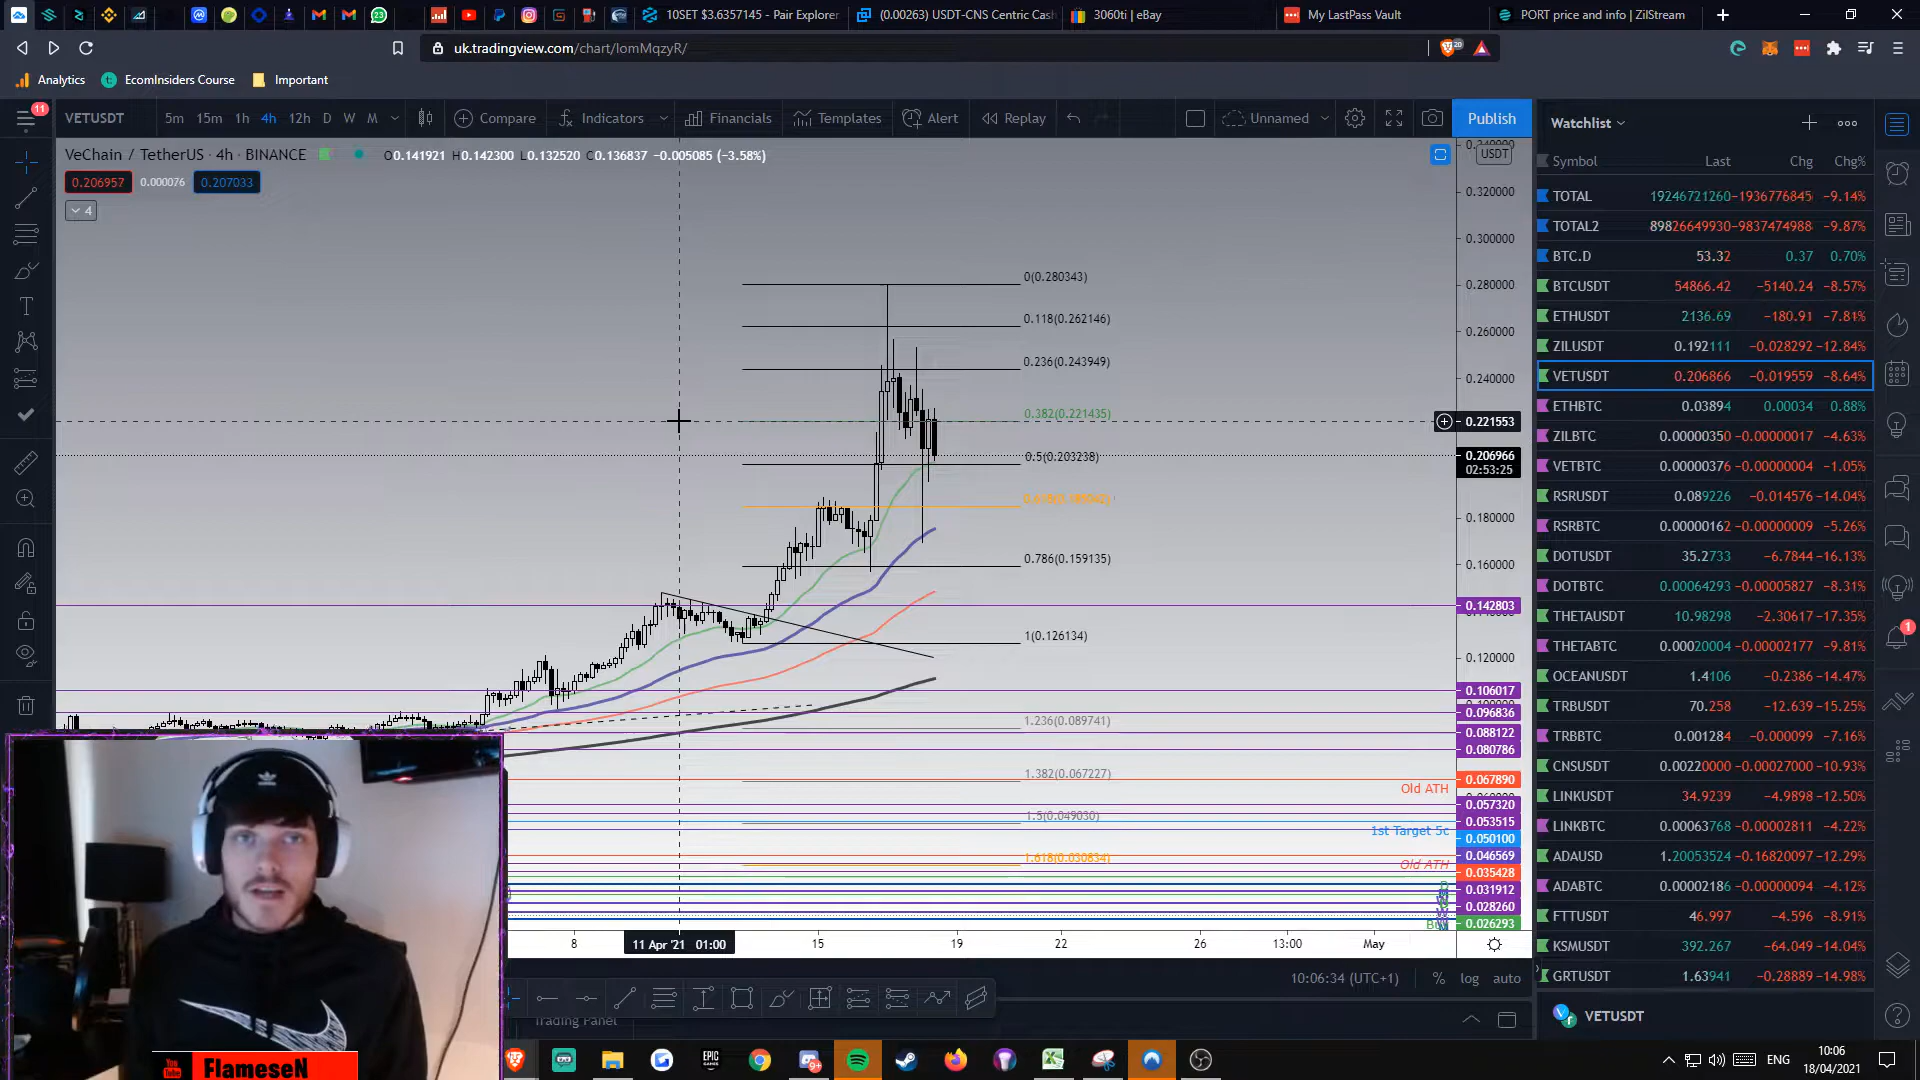 10SET $3.6357145 - Pair Explorer
(0.00263) USDT-CNS Centric Cash
3060ti | eBay
My LastPass Vault
PORT price and info | ZilStream
uk.tradingview.com/chart/IomMqzyR/
20
Analytics
EcomInsiders Course
Important
11
VETUSDT
5m 15m 1h 4h 12h D W M
Compare
Indicators
Financials
Templates
Alert
Replay
Unnamed
Publish
VeChain / TetherUS · 4h · BINANCE
O0.141921 H0.142300 L0.132520 C0.136837 −0.005085 (−3.58%)
0.206957 0.000076 0.207033
4
USDT
0.320000
0.300000
0.280000
0.260000
0.240000
0.221553
0.206966
02:53:25
0.180000
0.160000
0.142803
0.120000
0.106017
0.096836
0.088122
0.080786
0.067890
0.057320
0.053515
0.050100
0.046569
0.035428
0.031912
0.028260
0.026293
0(0.280343)
0.118(0.262146)
0.236(0.243949)
0.382(0.221435)
0.5(0.203238)
0.786(0.159135)
1(0.126134)
1.236(0.089741)
1.382(0.067227)
1.5(0.049030)
1.618(0.030834)
Old ATH
1st Target 5c
Old ATH
8
11 Apr '21 01:00
15
19
22
26
13:00
May
10:06:34 (UTC+1)
%
log
auto
Trading Panel
Watchlist
Symbol Last Chg Chg%
TOTAL 19246721260 −1936776845 −9.14%
TOTAL2 89826649930 −9837474988 −9.87%
BTC.D 53.32 0.37 0.70%
BTCUSDT 54866.42 −5140.24 −8.57%
ETHUSDT 2136.69 −180.91 −7.81%
ZILUSDT 0.192111 −0.028292 −12.84%
VETUSDT 0.206866 −0.019559 −8.64%
ETHBTC 0.03894 0.00034 0.88%
ZILBTC 0.00000350 −0.00000017 −4.63%
VETBTC 0.00000376 −0.00000004 −1.05%
RSRUSDT 0.089226 −0.014576 −14.04%
RSRBTC 0.00000162 −0.00000009 −5.26%
DOTUSDT 35.2733 −6.7844 −16.13%
DOTBTC 0.00064293 −0.00005827 −8.31%
THETAUSDT 10.98298 −2.30617 −17.35%
THETABTC 0.00020004 −0.00002177 −9.81%
OCEANUSDT 1.4106 −0.2386 −14.47%
TRBUSDT 70.258 −12.639 −15.25%
TRBBTC 0.001284 −0.000099 −7.16%
CNSUSDT 0.00220000 −0.00027000 −10.93%
LINKUSDT 34.9239 −4.9898 −12.50%
LINKBTC 0.00063768 −0.00002811 −4.22%
ADAUSD 1.20053524 −0.16820097 −12.29%
ADABTC 0.00002186 −0.00000094 −4.12%
FTTUSDT 46.997 −4.596 −8.91%
KSMUSDT 392.267 −64.049 −14.04%
GRTUSDT 1.63941 −0.28889 −14.98%
VETUSDT
1
adidas
You Tube
FlameseN
EPIC GAMES
9+
ENG
10:06
18/04/2021